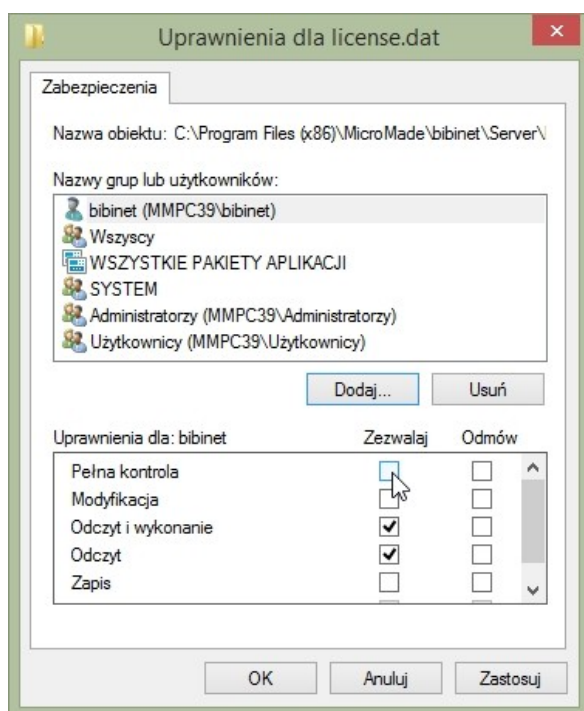 Uprawnienia dla license.dat
Zabezpieczenia
Nazwa obiektu: C:\Program Files (x86)\MicroMade\bibinet\Server\
Nazwy grup lub użytkowników:
bibinet (MMPC39\bibinet)
Wszyscy
WSZYSTKIE PAKIETY APLIKACJI
SYSTEM
Administratorzy (MMPC39\Administratorzy)
Użytkownicy (MMPC39\Użytkownicy)
Dodaj... Usuń
Uprawnienia dla: bibinet Zezwalaj Odmów
Pełna kontrola
Modyfikacja
Odczyt i wykonanie
Odczyt
Zapis
OK Anuluj Zastosuj